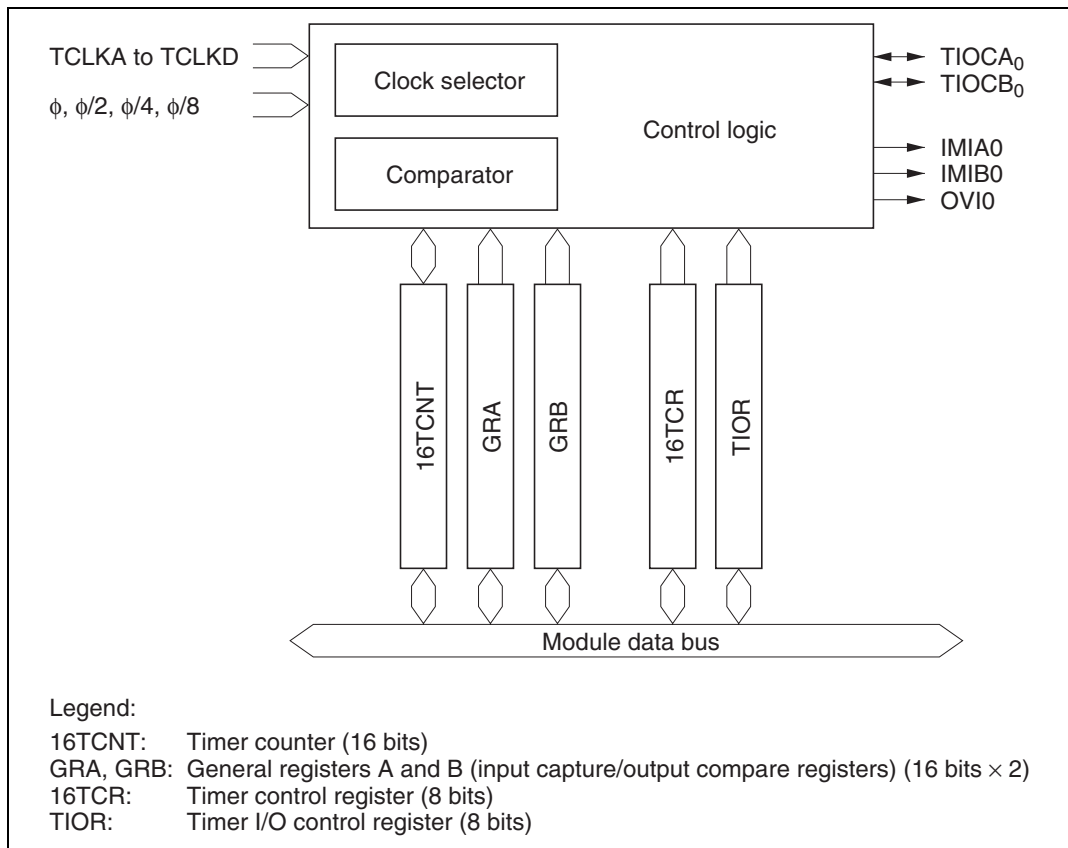 TCLKA to TCLKD
ϕ, ϕ/2, ϕ/4, ϕ/8
Clock selector
Comparator
Control logic
TIOCA₀
TIOCB₀
IMIA0
IMIB0
OVI0
16TCNT
GRA
GRB
16TCR
TIOR
Module data bus
Legend:
16TCNT: Timer counter (16 bits)
GRA, GRB: General registers A and B (input capture/output compare registers) (16 bits × 2)
16TCR: Timer control register (8 bits)
TIOR: Timer I/O control register (8 bits)